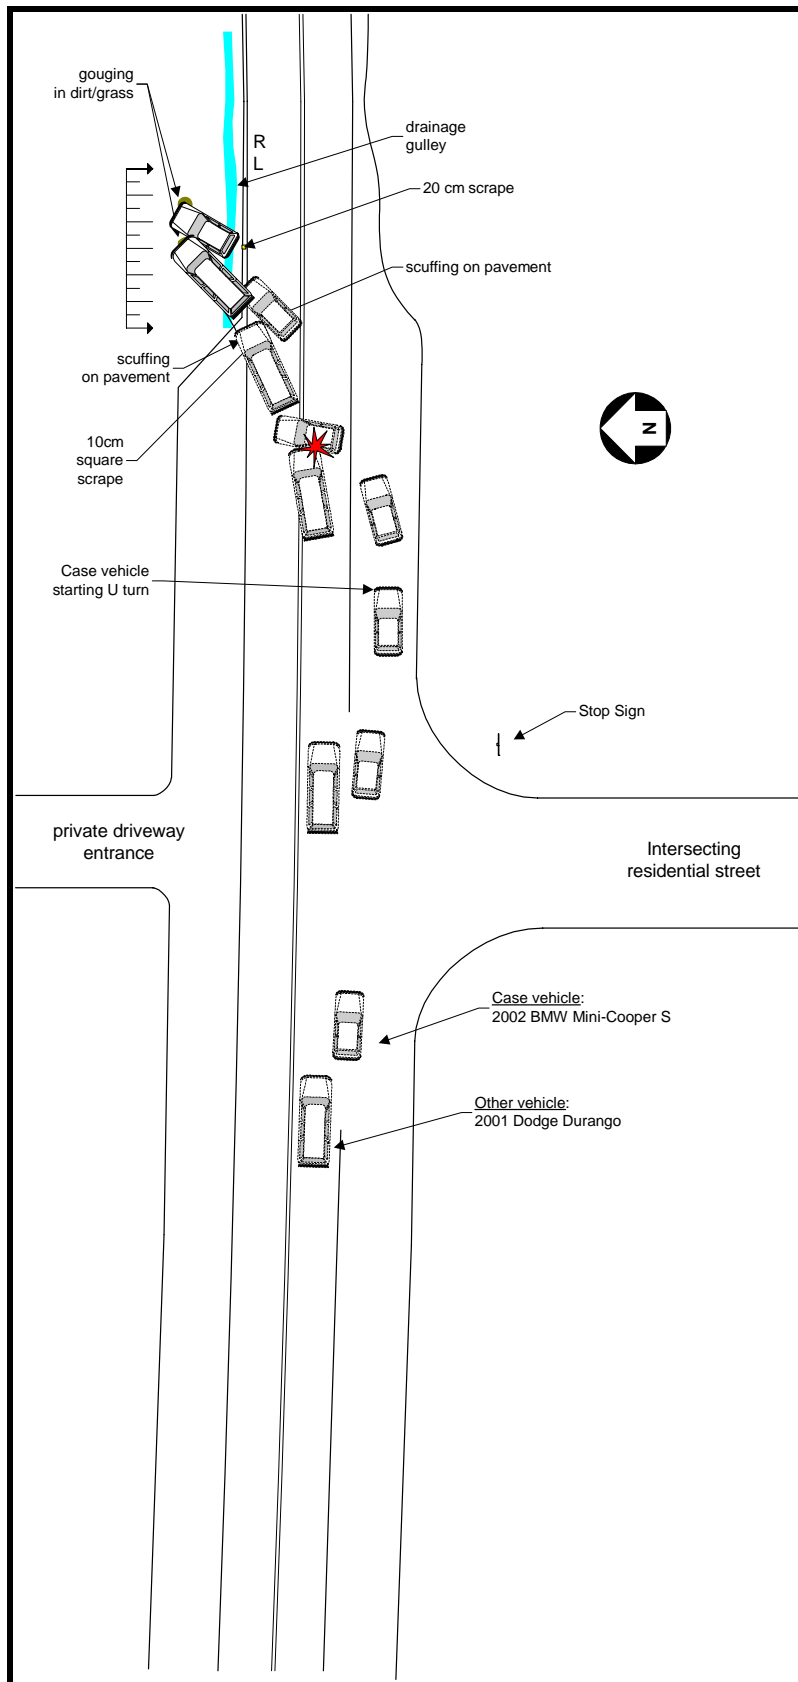 gouging
in dirt/grass
R
L
drainage
gulley
20 cm scrape
scuffing on pavement
scuffing
on pavement
10cm
square
scrape
N
Case vehicle
starting U turn
Stop Sign
private driveway
entrance
Intersecting
residential street
Case vehicle:
2002 BMW Mini-Cooper S
Other vehicle:
2001 Dodge Durango